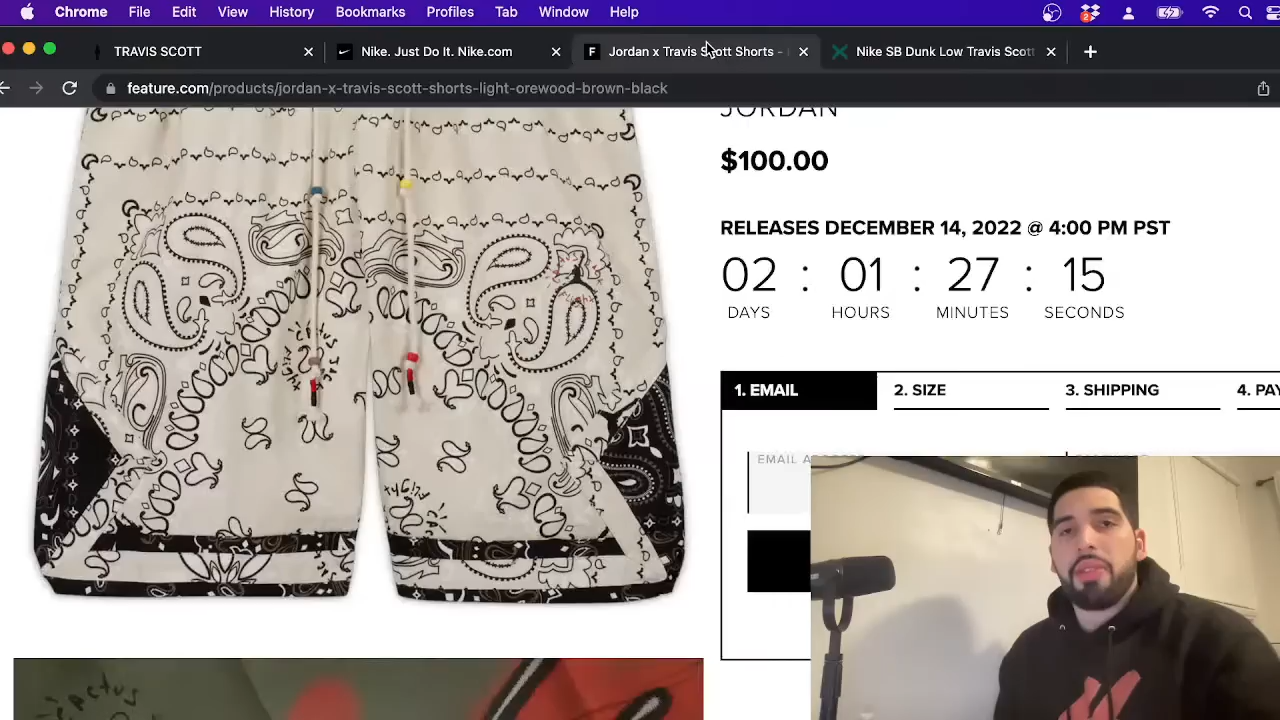 Chrome File Edit View History Bookmarks Profiles Tab Window Help
TRAVIS SCOTT
Nike. Just Do It. Nike.com
Jordan x Travis Scott Shorts -
Nike SB Dunk Low Travis Scott
feature.com/products/jordan-x-travis-scott-shorts-light-orewood-brown-black
JORDAN
$100.00
RELEASES DECEMBER 14, 2022 @ 4:00 PM PST
02 : 01 : 27 : 15
DAYS HOURS MINUTES SECONDS
1. EMAIL 2. SIZE 3. SHIPPING 4. PAY
EMAIL